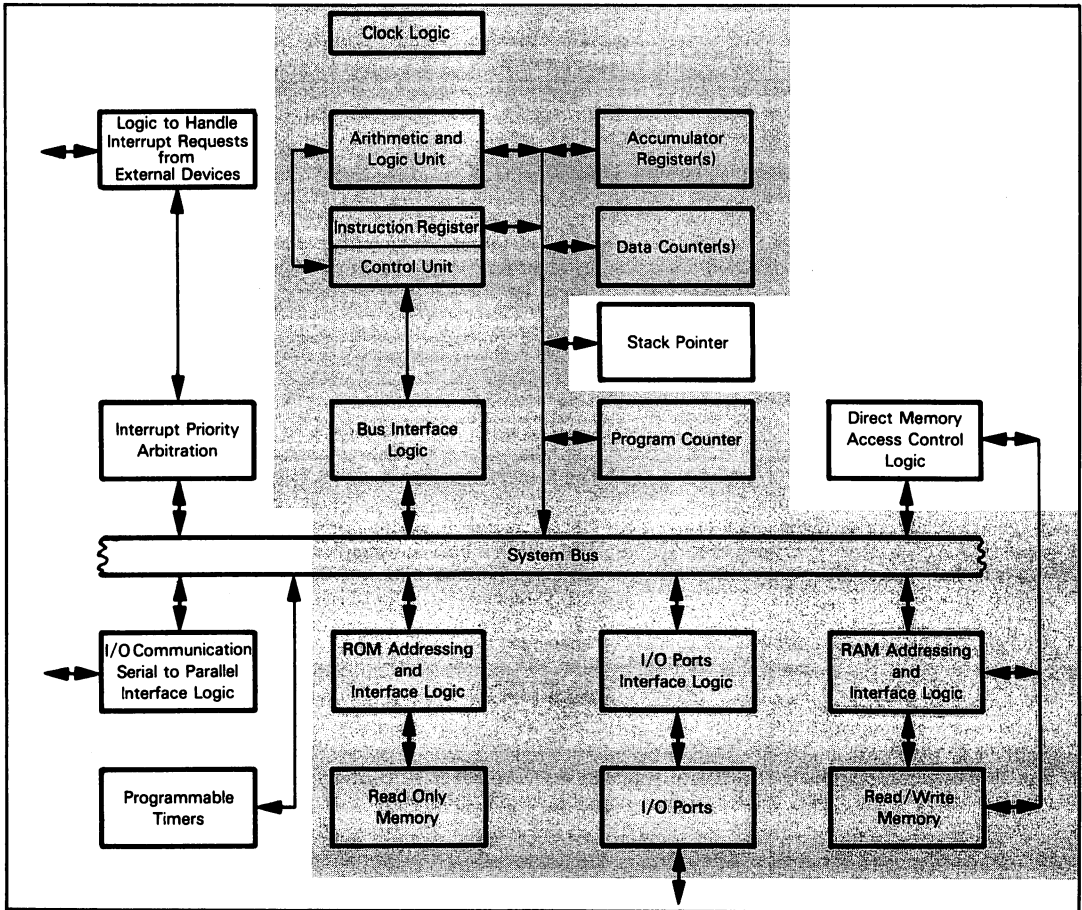 Clock Logic
Logic to Handle
Interrupt Requests
from
External Devices
Arithmetic and
Logic Unit
Accumulator
Register(s)
Instruction Register
Control Unit
Data Counter(s)
Stack Pointer
Interrupt Priority
Arbitration
Bus Interface
Logic
Program Counter
Direct Memory
Access Control
Logic
System Bus
I/O Communication
Serial to Parallel
Interface Logic
ROM Addressing
and
Interface Logic
I/O Ports
Interface Logic
RAM Addressing
and
Interface Logic
Programmable
Timers
Read Only
Memory
I/O Ports
Read/Write
Memory